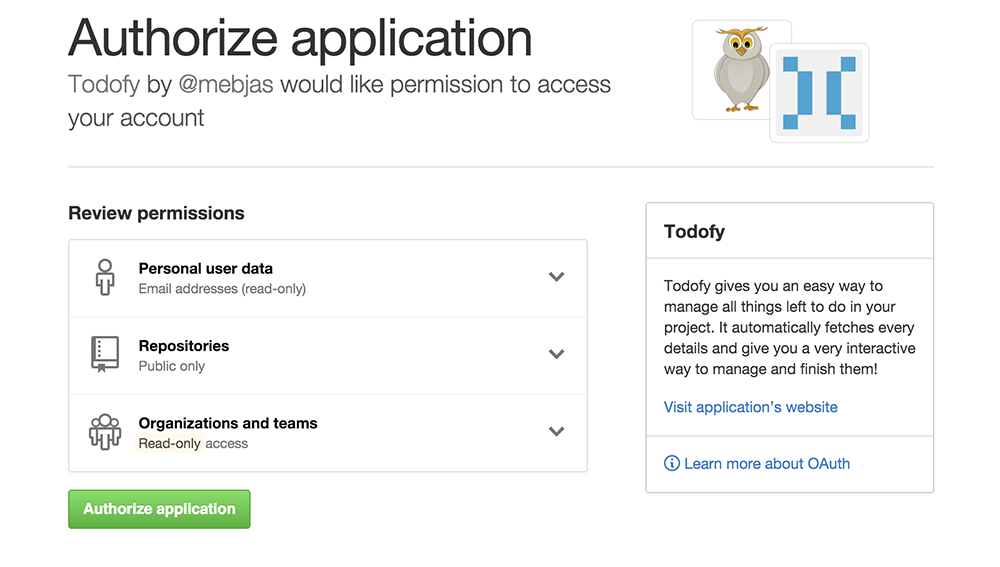 Authorize application
Todofy by @mebjas would like permission to access
your account
Review permissions
Personal user data
Email addresses (read-only)
Repositories
Public only
Organizations and teams
Read-only access
Authorize application
Todofy
Todofy gives you an easy way to
manage all things left to do in your
project. It automatically fetches every
details and give you a very interactive
way to manage and finish them!
Visit application's website
Learn more about OAuth